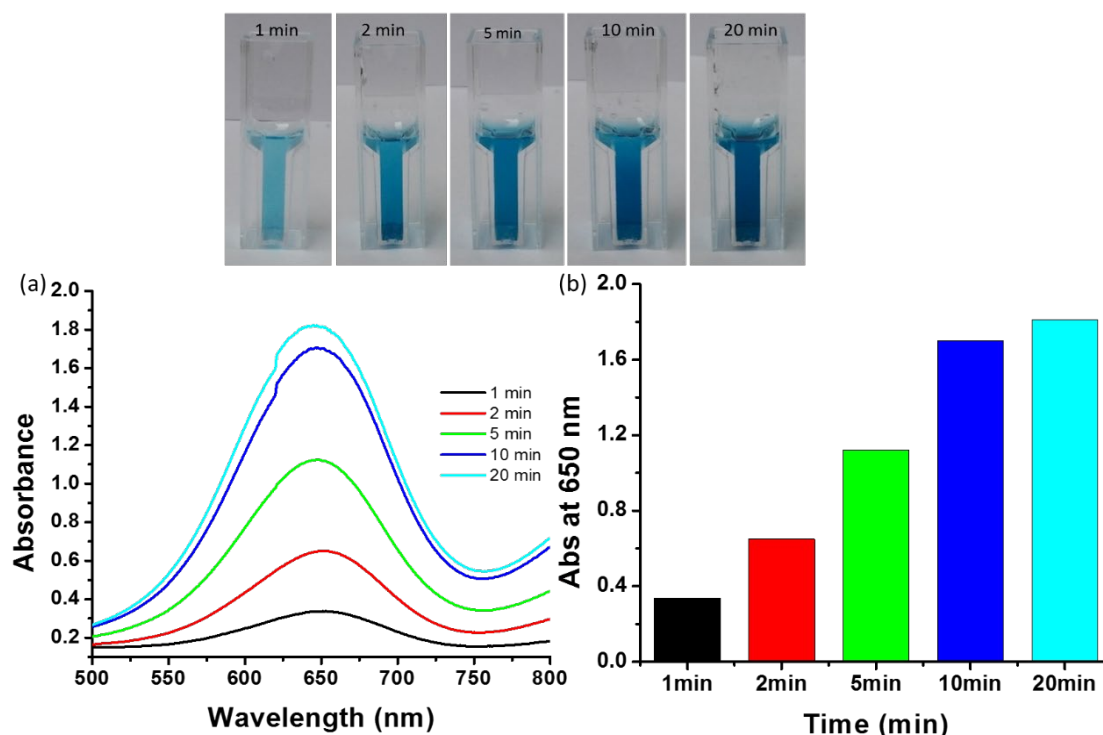 1 min
2 min
5 min
10 min
20 min
(a)
2.0
1.8
1.6
1.4
1.2
1.0
0.8
0.6
0.4
0.2
500 550 600 650 700 750 800
Absorbance
Wavelength (nm)
1 min
2 min
5 min
10 min
20 min
(b)
2.0
1.6
1.2
0.8
0.4
0.0
1min 2min 5min 10min 20min
Abs at 650 nm
Time (min)